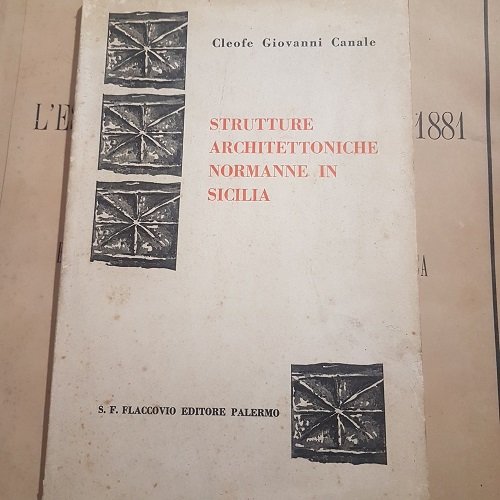 Cleofe Giovanni Canale
STRUTTURE
ARCHITETTONICHE
NORMANNE IN
SICILIA
S. F. FLACCOVIO EDITORE PALERMO
1881